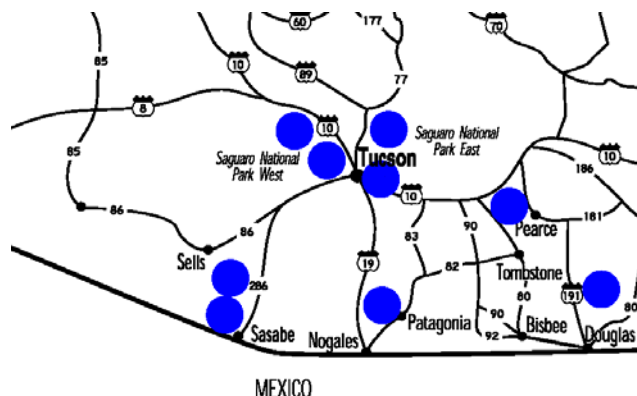 60
177
70
85
10
89
77
8
10
85
Saguaro National
Park West
Saguaro National
Park East
Tucson
10
186
10
86
86
83
90
181
Pearce
Sells
19
82
Tombstone
286
80
191
80
Sasabe
Nogales
Patagonia
90
92
Bisbee
Douglas
MEXICO